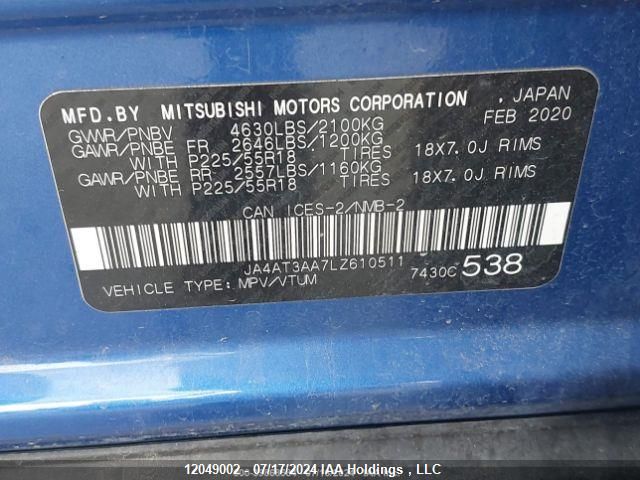 MFD.BY MITSUBISHI MOTORS CORPORATION , JAPAN
GVWR/PNBV 4630LBS/2100KG FEB 2020
GAWR/PNBE FR 2646LBS/1200KG
WITH P225/55R18 TIRES 18X7.0J RIMS
GAWR/PNBE RR 2557LBS/1160KG
WITH P225/55R18 TIRES 18X7.0J RIMS
CAN ICES-2/NMB-2
JA4AT3AA7LZ610511
7430C 538
VEHICLE TYPE: MPV/VTUM
12049002 - 07/17/2024 IAA Holdings , LLC